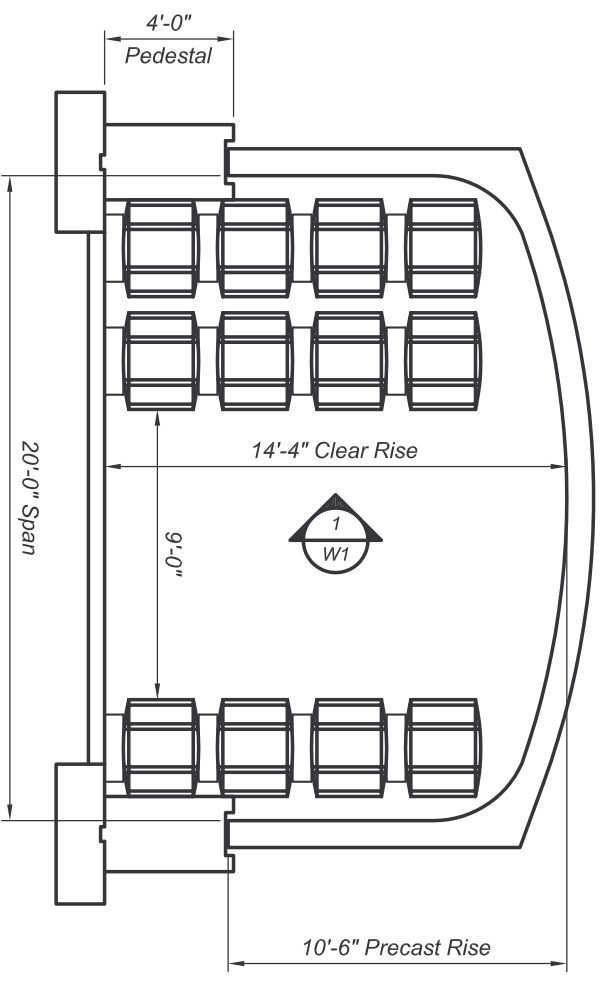 4'-0"
Pedestal
14'-4" Clear Rise
20'-0" Span
9'-0"
1
W1
10'-6" Precast Rise